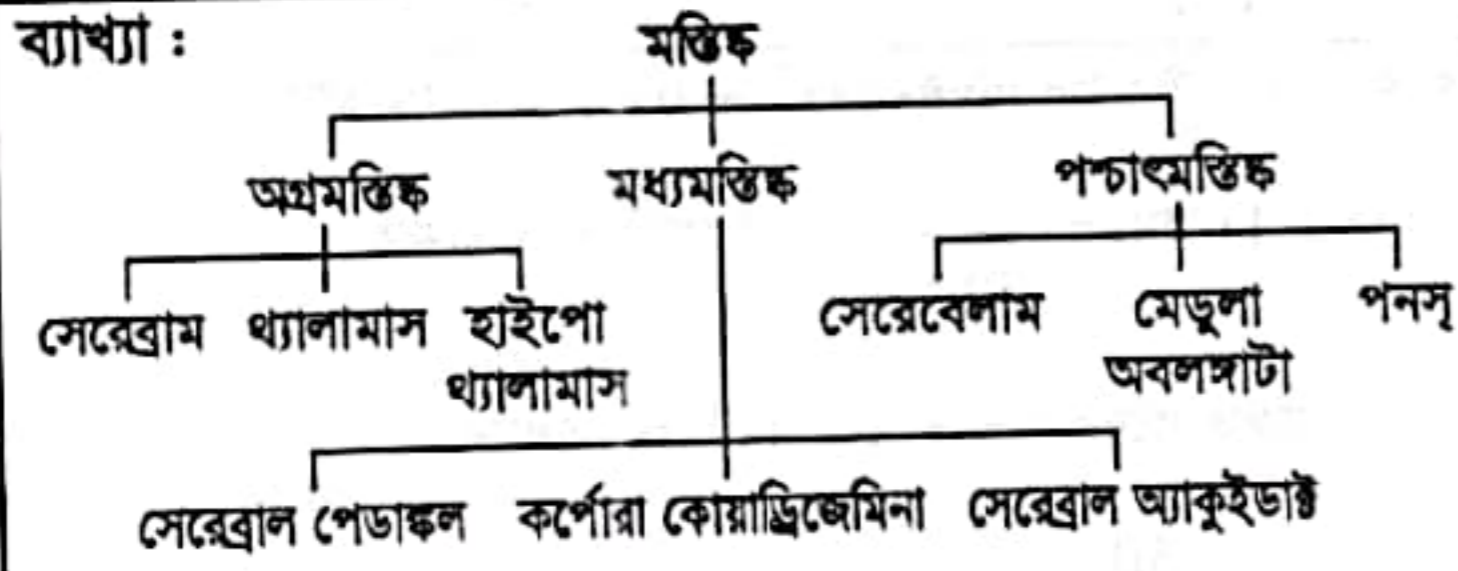 ব্যাখ্যা :
মস্তিষ্ক
অগ্রমস্তিষ্ক মধ্যমস্তিষ্ক পশ্চাৎমস্তিষ্ক
সেরেব্রাম থ্যালামাস হাইপো
থ্যালামাস
সেরেবেলাম মেডুলা
অবলঙ্গাটা
পনস্
সেরেব্রাল পেডাঙ্কল কর্পোরা কোয়াড্রিজেমিনা সেরেব্রাল অ্যাকুইডাক্ট